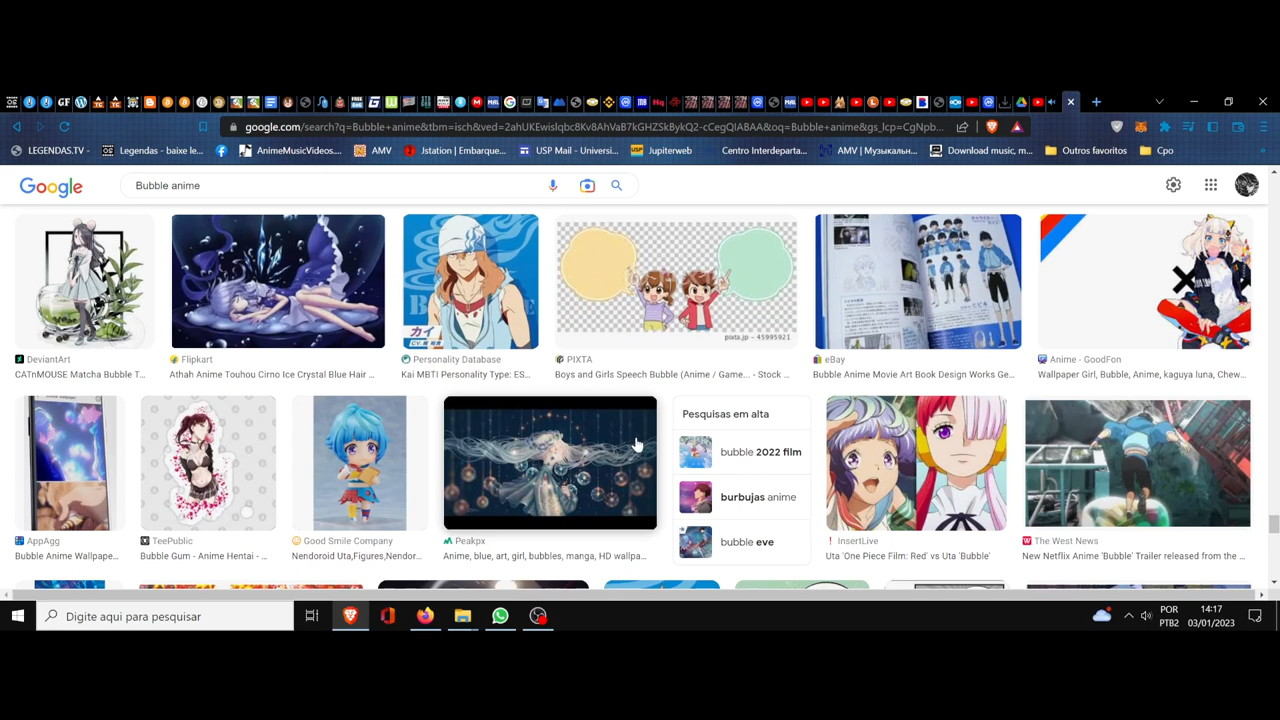 google.com/search?q=Bubble+anime&tbm=isch&ved=2ahUKEwislqbc8Kv8AhVaB7kGHZSkBykQ2-cCegQIABAA&oq=Bubble+anime&gs_lcp=CgNpb...
LEGENDAS.TV -
Legendas - baixe le...
AnimeMusicVideos....
AMV
Jstation | Embarque...
USP Mail - Universi...
Jupiterweb
Centro Interdeparta...
AMV | Музыкальн...
Download music, m...
Outros favoritos
Cpo
Google
Bubble anime
カイ
pixta.jp - 45995921
DeviantArt
CATnMOUSE Matcha Bubble T...
Flipkart
Athah Anime Touhou Cirno Ice Crystal Blue Hair ...
Personality Database
Kai MBTI Personality Type: ES...
PIXTA
Boys and Girls Speech Bubble (Anime / Game... - Stock ...
eBay
Bubble Anime Movie Art Book Design Works Ge...
Anime - GoodFon
Wallpaper Girl, Bubble, Anime, kaguya luna, Chew...
Pesquisas em alta
bubble 2022 film
burbujas anime
bubble eve
AppAgg
Bubble Anime Wallpape...
TeePublic
Bubble Gum - Anime Hentai - ...
Good Smile Company
Nendoroid Uta,Figures,Nendor...
Peakpx
Anime, blue, art, girl, bubbles, manga, HD wallpa...
InsertLive
Uta 'One Piece Film: Red' vs Uta 'Bubble'
The West News
New Netflix Anime 'Bubble' Trailer released from the ...
Digite aqui para pesquisar
POR
PTB2
14:17
03/01/2023